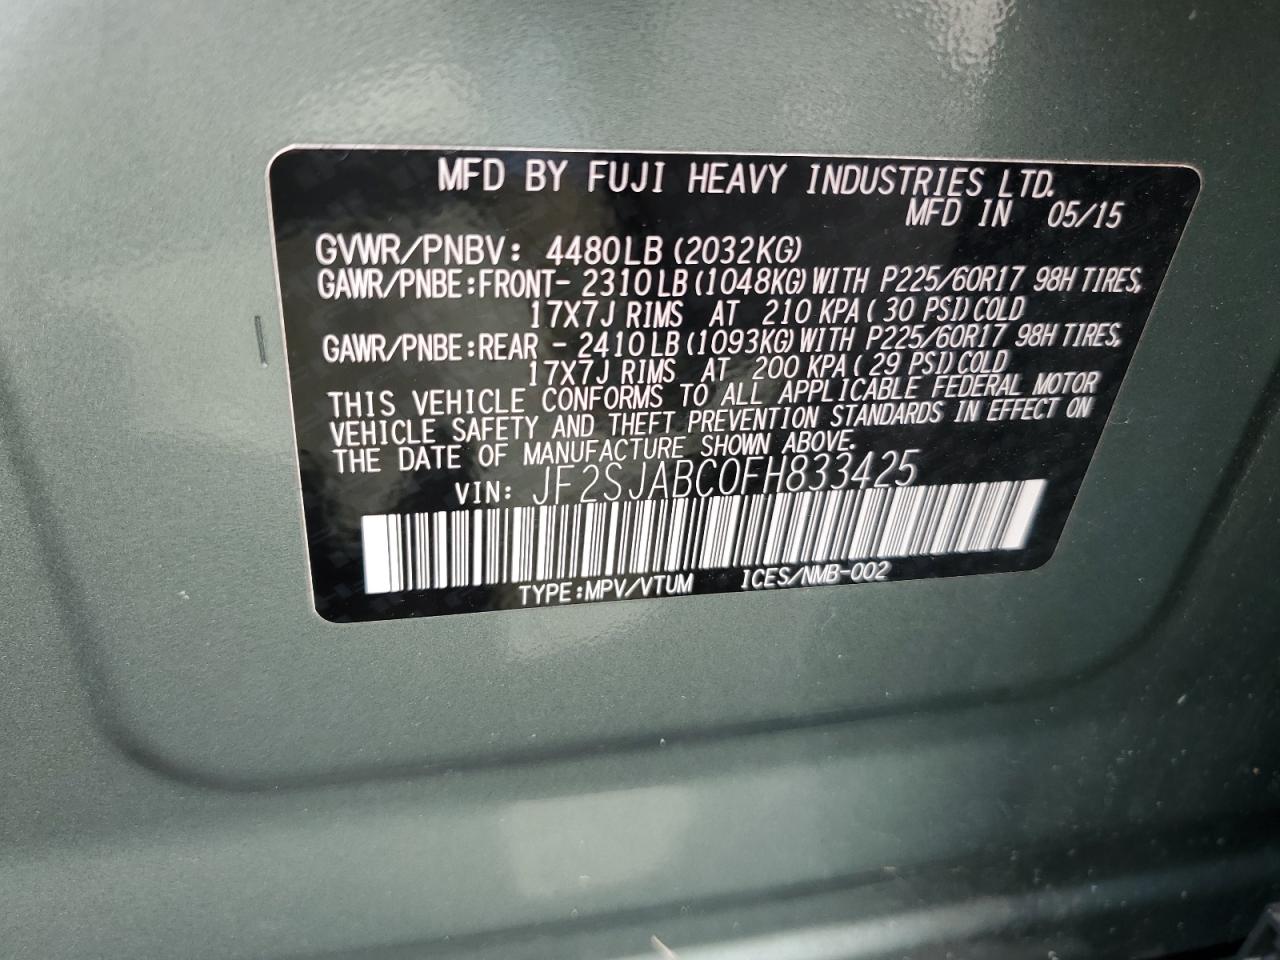 MFD BY FUJI HEAVY INDUSTRIES LTD.
MFD IN 05/15
GVWR/PNBV: 4480LB (2032KG)
GAWR/PNBE:FRONT- 2310LB (1048KG) WITH P225/60R17 98H TIRES,
17X7J RIMS AT 210 KPA ( 30 PSI) COLD
GAWR/PNBE:REAR - 2410LB (1093KG) WITH P225/60R17 98H TIRES,
17X7J RIMS AT 200 KPA ( 29 PSI) COLD
THIS VEHICLE CONFORMS TO ALL APPLICABLE FEDERAL MOTOR
VEHICLE SAFETY AND THEFT PREVENTION STANDARDS IN EFFECT ON
THE DATE OF MANUFACTURE SHOWN ABOVE.
VIN: JF2SJABC0FH833425
TYPE:MPV/VTUM ICES/NMB-002